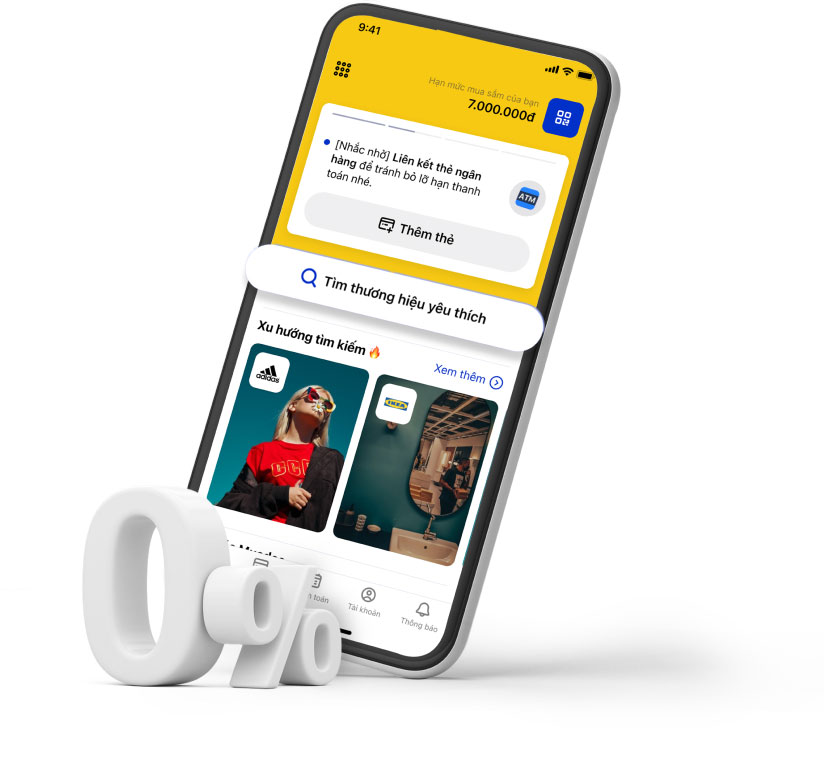 9:41
Hạn mức mua sắm của bạn
7.000.000đ
[Nhắc nhở] Liên kết thẻ ngân
hàng để tránh bỏ lỡ hạn thanh
toán nhé.
ATM
Thêm thẻ
Tìm thương hiệu yêu thích
Xu hướng tìm kiếm
Xem thêm
adidas
IKEA
toán
Tài khoản
Thông báo
0%